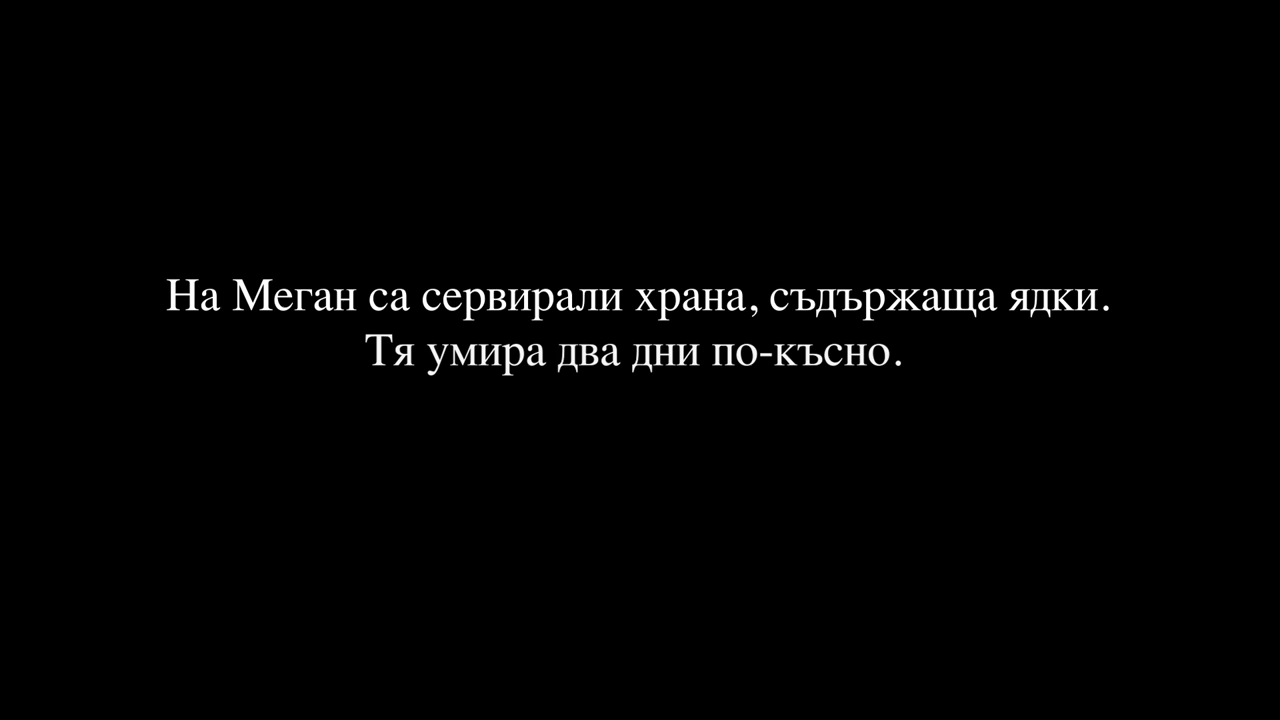 На Меган са сервирали храна, съдържаща ядки.
Тя умира два дни по-късно.